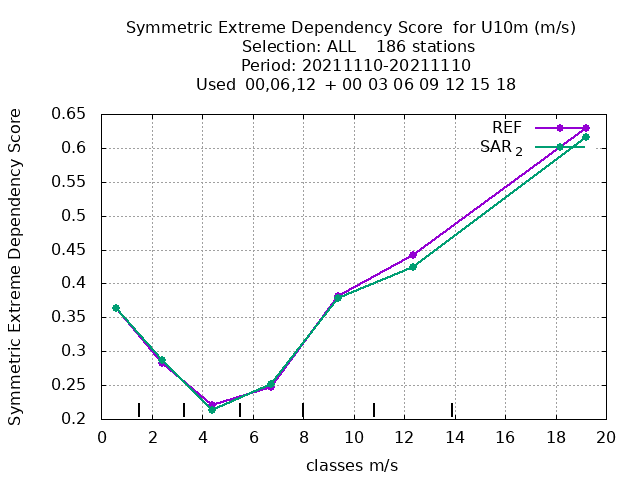 Symmetric Extreme Dependency Score  for U10m (m/s)
Selection: ALL    186 stations
Period: 20211110-20211110
Used  00,06,12  + 00 03 06 09 12 15 18
Symmetric Extreme Dependency Score
0.65
0.6
0.55
0.5
0.45
0.4
0.35
0.3
0.25
0.2
REF
SAR 2
0 2 4 6 8 10 12 14 16 18 20
classes m/s